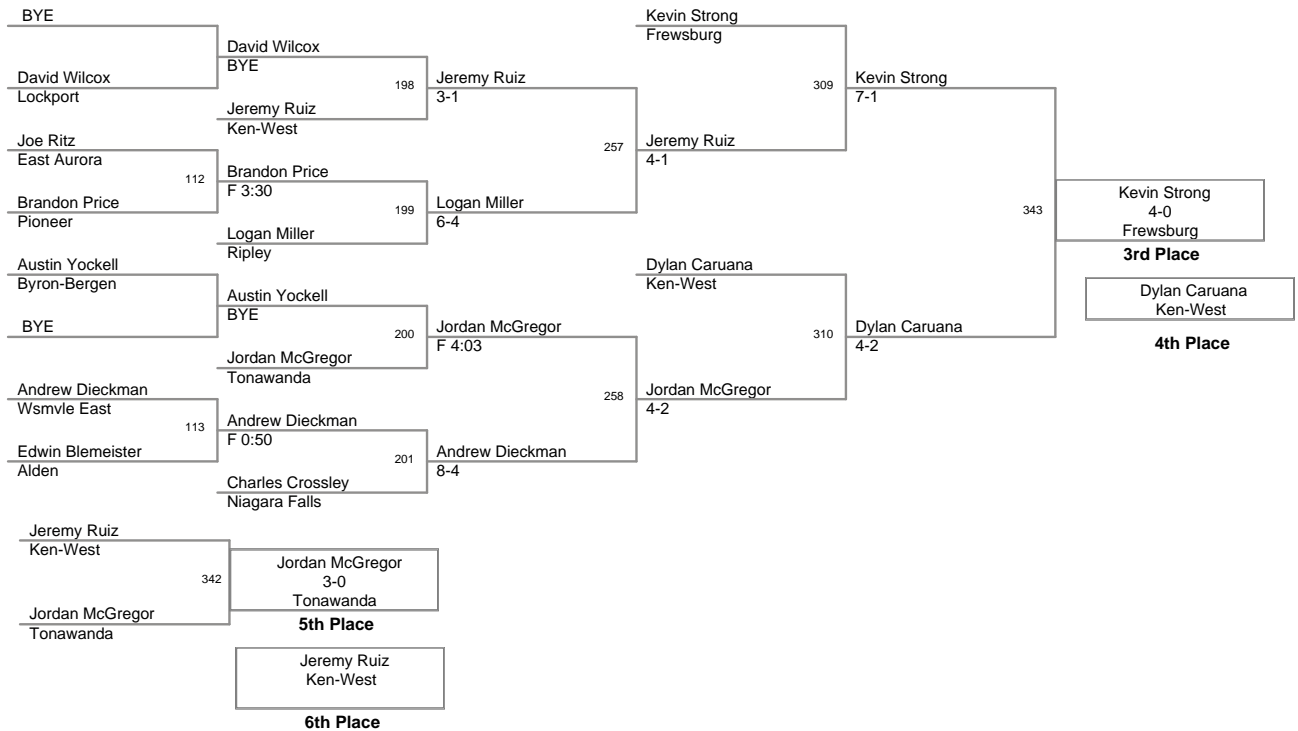 BYE
David Wilcox
Lockport
Joe Ritz
East Aurora
112
Brandon Price
Pioneer
Austin Yockell
Byron-Bergen
BYE
Andrew Dieckman
Wsmvle East
113
Edwin Blemeister
Alden
David Wilcox
BYE
198
Jeremy Ruiz
Ken-West
Brandon Price
F 3:30
199
Logan Miller
Ripley
Austin Yockell
BYE
200
Jordan McGregor
Tonawanda
Andrew Dieckman
F 0:50
201
Charles Crossley
Niagara Falls
Jeremy Ruiz
3-1
257
Logan Miller
6-4
Jordan McGregor
F 4:03
258
Andrew Dieckman
8-4
Kevin Strong
Frewsburg
309
Jeremy Ruiz
4-1
Dylan Caruana
Ken-West
310
Jordan McGregor
4-2
Kevin Strong
7-1
343
Dylan Caruana
4-2
Kevin Strong
4-0
Frewsburg
3rd Place
Dylan Caruana
Ken-West
4th Place
Jeremy Ruiz
Ken-West
342
Jordan McGregor
Tonawanda
Jordan McGregor
3-0
Tonawanda
5th Place
Jeremy Ruiz
Ken-West
6th Place